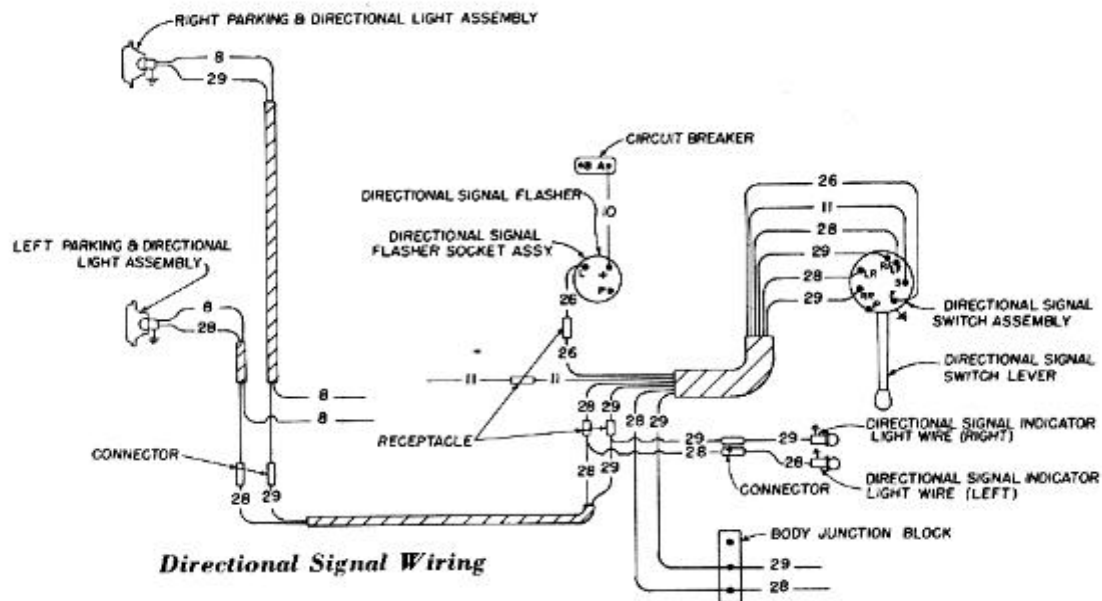 RIGHT PARKING & DIRECTIONAL LIGHT ASSEMBLY
8
29
CIRCUIT BREAKER
B A
10
DIRECTIONAL SIGNAL FLASHER
DIRECTIONAL SIGNAL
FLASHER SOCKET ASSY.
L
+
P
26
26
26
11
28
29
28
29
LR
S
DIRECTIONAL SIGNAL
SWITCH ASSEMBLY
DIRECTIONAL SIGNAL
SWITCH LEVER
LEFT PARKING & DIRECTIONAL
LIGHT ASSEMBLY
8
28
8
8
11
11
28
29
28
29
RECEPTACLE
29
29
28
28
DIRECTIONAL SIGNAL INDICATOR
LIGHT WIRE (RIGHT)
DIRECTIONAL SIGNAL INDICATOR
LIGHT WIRE (LEFT)
CONNECTOR
CONNECTOR
28
29
28
29
BODY JUNCTION BLOCK
29
28
Directional Signal Wiring